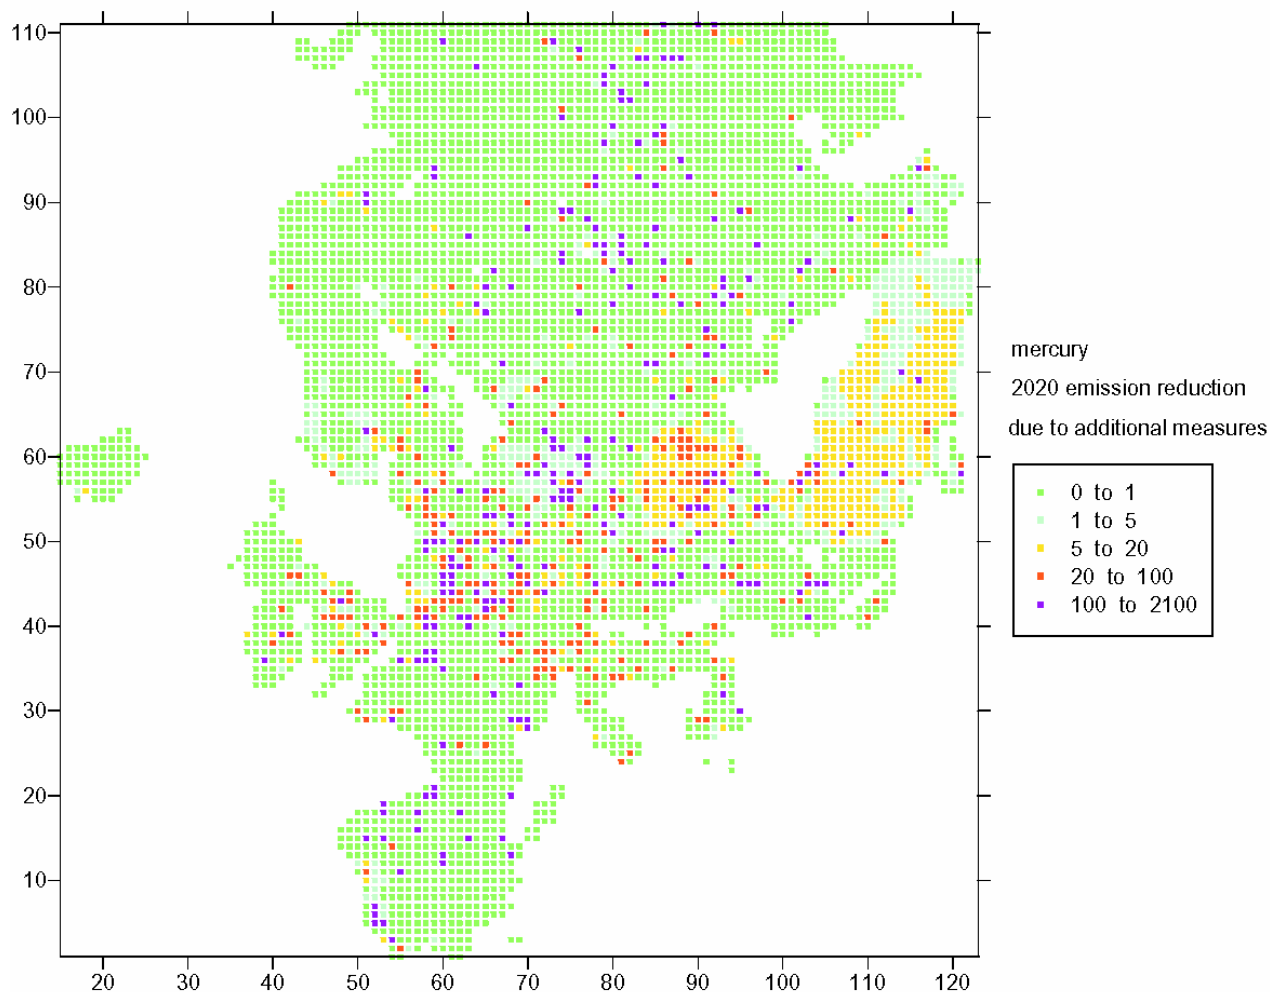 110
100
90
80
70
60
50
40
30
20
10
20 30 40 50 60 70 80 90 100 110 120
mercury
2020 emission reduction
due to additional measures
0 to 1
1 to 5
5 to 20
20 to 100
100 to 2100